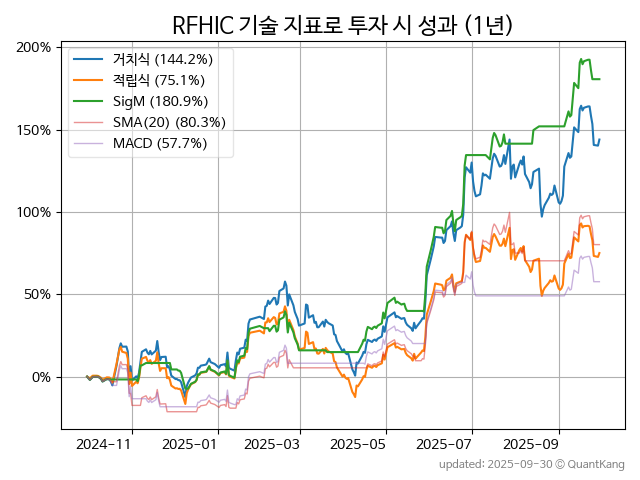 RFHIC 기술 지표로 투자 시 성과 (1년)
200%
150%
100%
50%
0%
거치식 (144.2%)
적립식 (75.1%)
SigM (180.9%)
SMA(20) (80.3%)
MACD (57.7%)
2024-11 2025-01 2025-03 2025-05 2025-07 2025-09
updated: 2025-09-30 © QuantKang